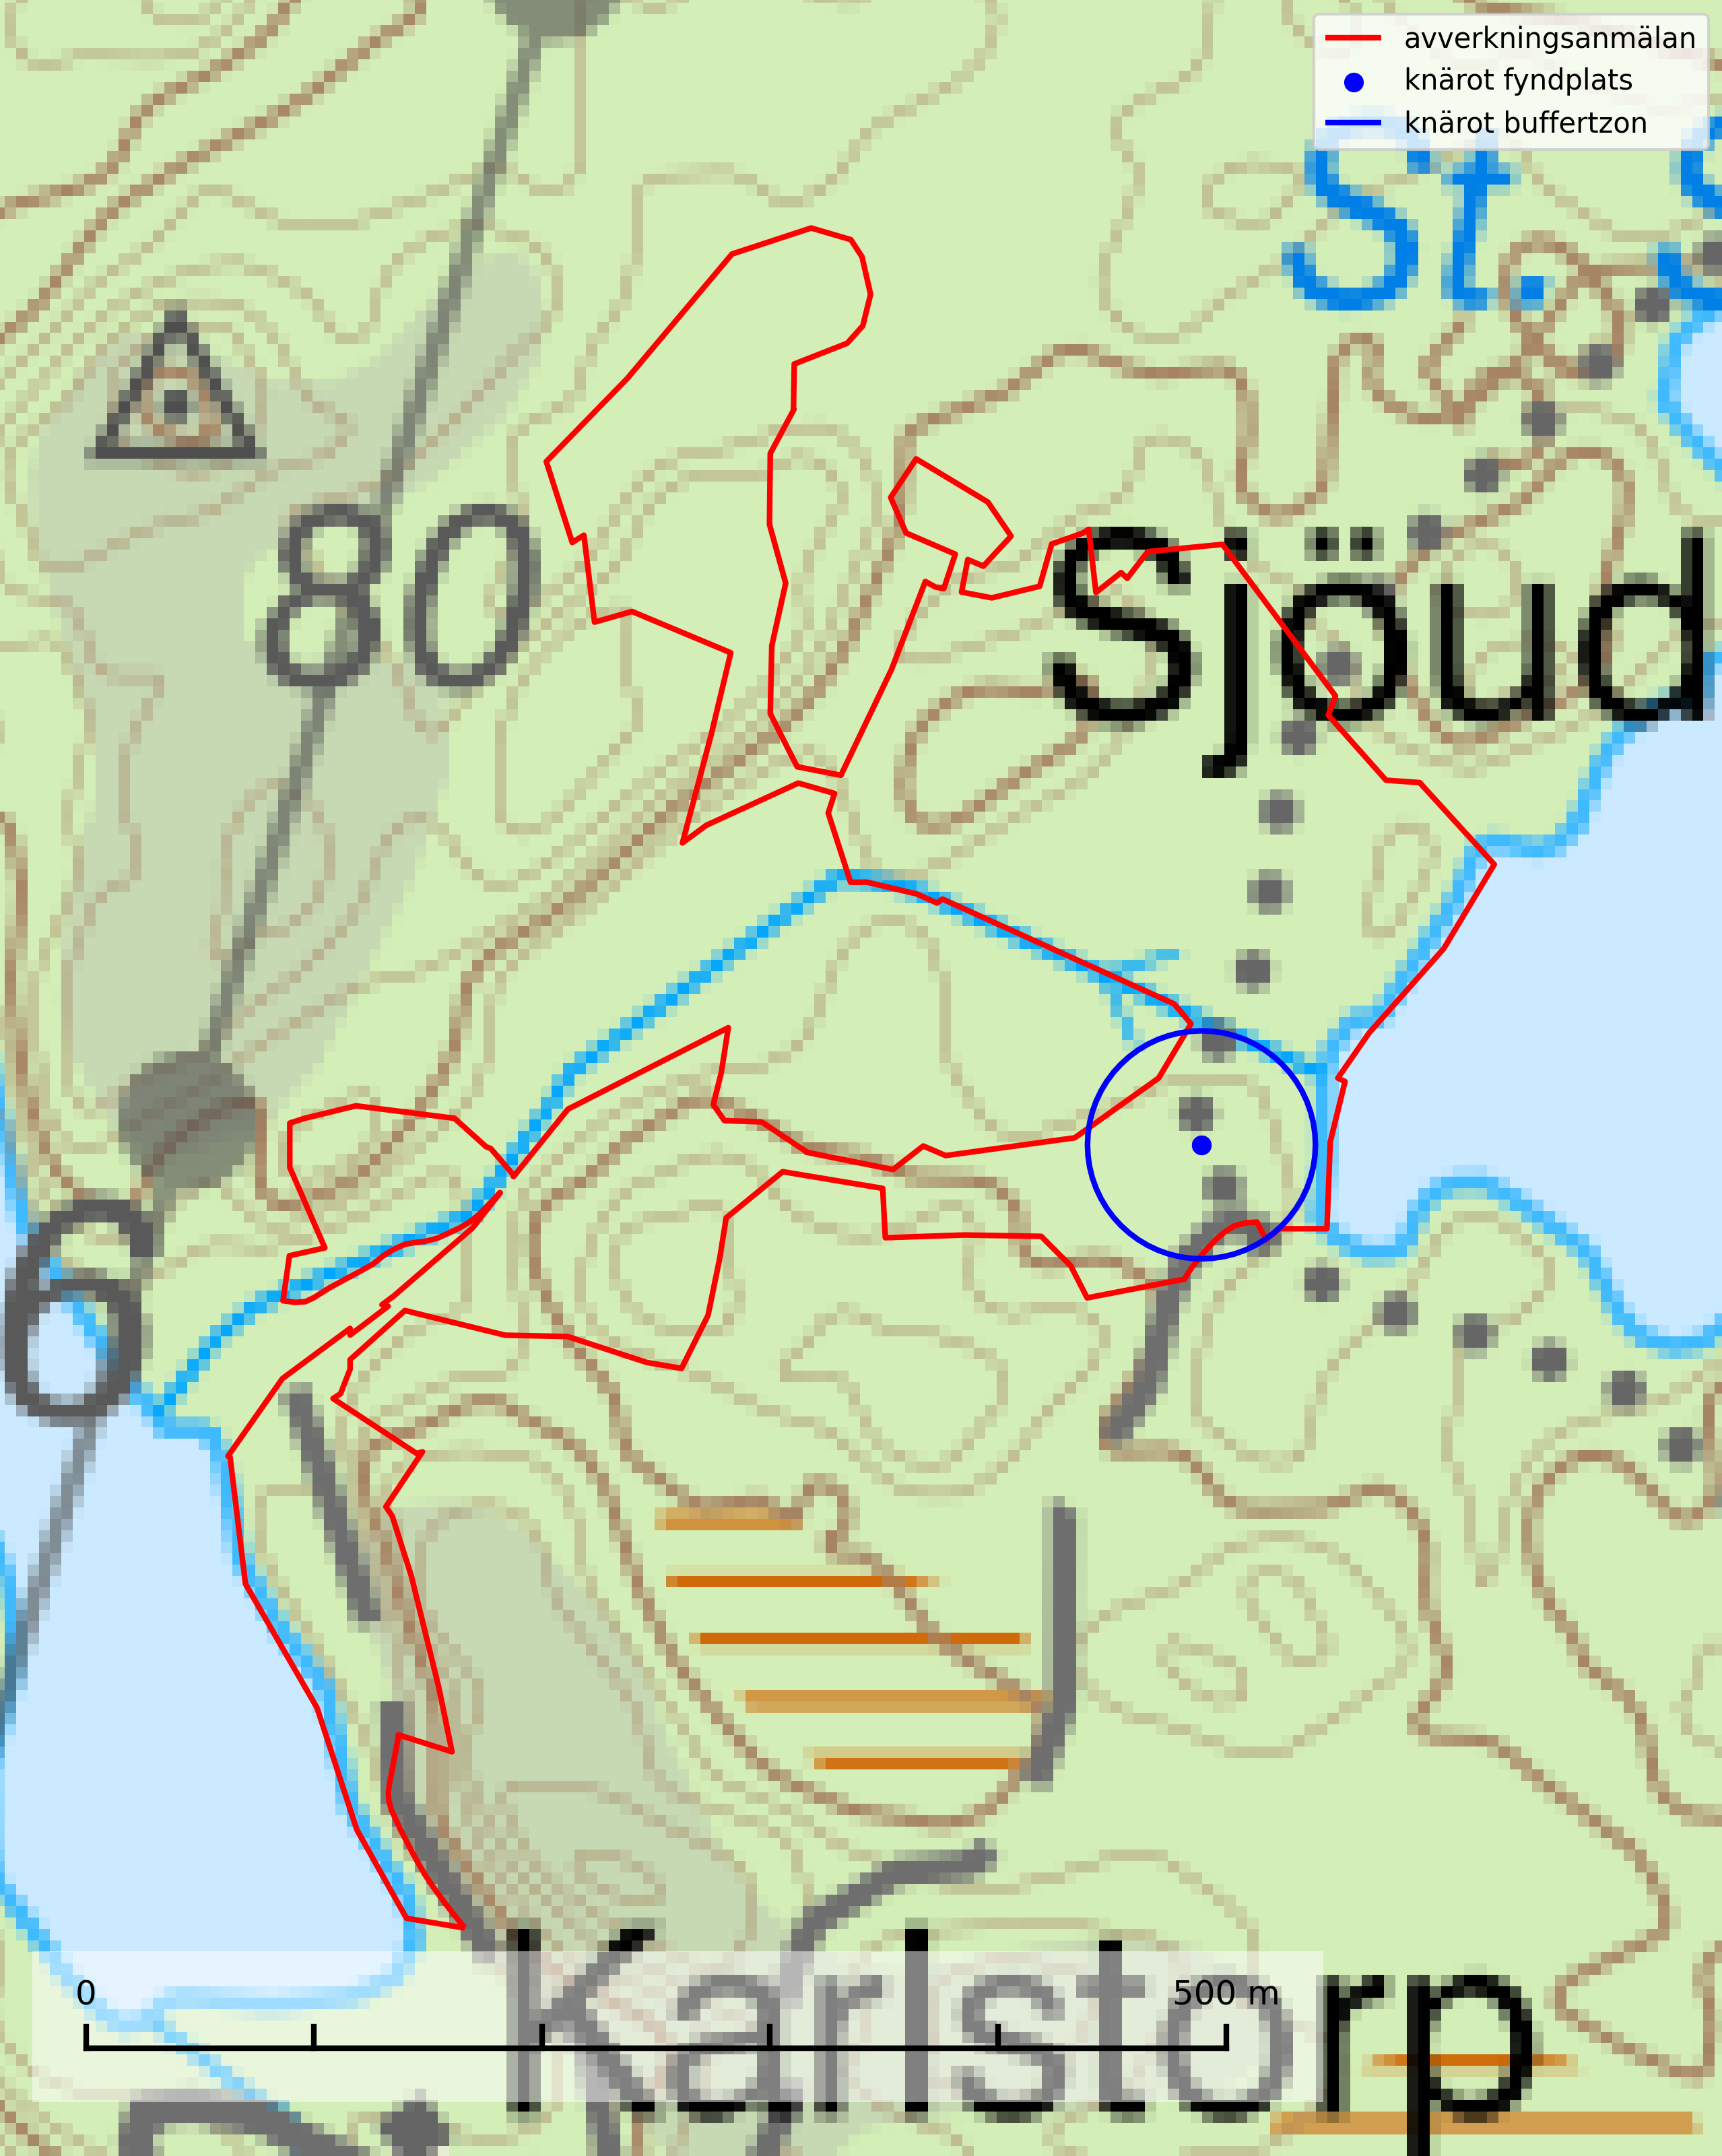 avverkningsanmälan
knärot fyndplats
knärot buffertzon
St. S
80
Sjöud
6
Karlstorp
0 500 m